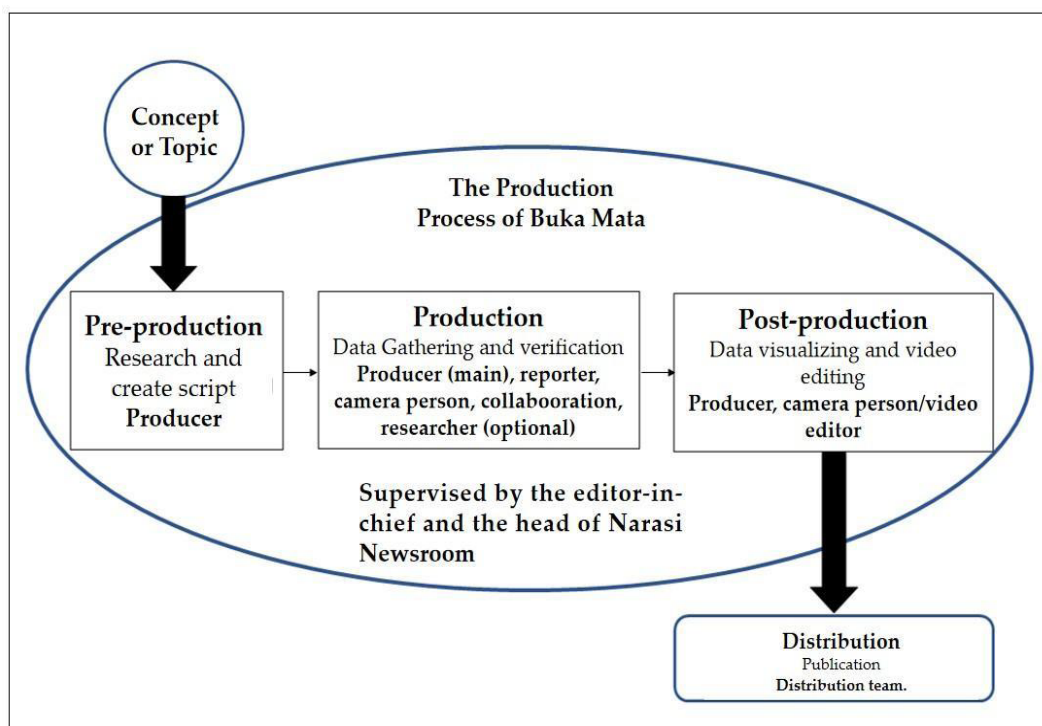 Concept
or Topic
The Production
Process of Buka Mata
Pre-production
Research and
create script
Producer
Production
Data Gathering and verification
Producer (main), reporter,
camera person, collabooration,
researcher (optional)
Post-production
Data visualizing and video
editing
Producer, camera person/video
editor
Supervised by the editor-in-
chief and the head of Narasi
Newsroom
Distribution
Publication
Distribution team.